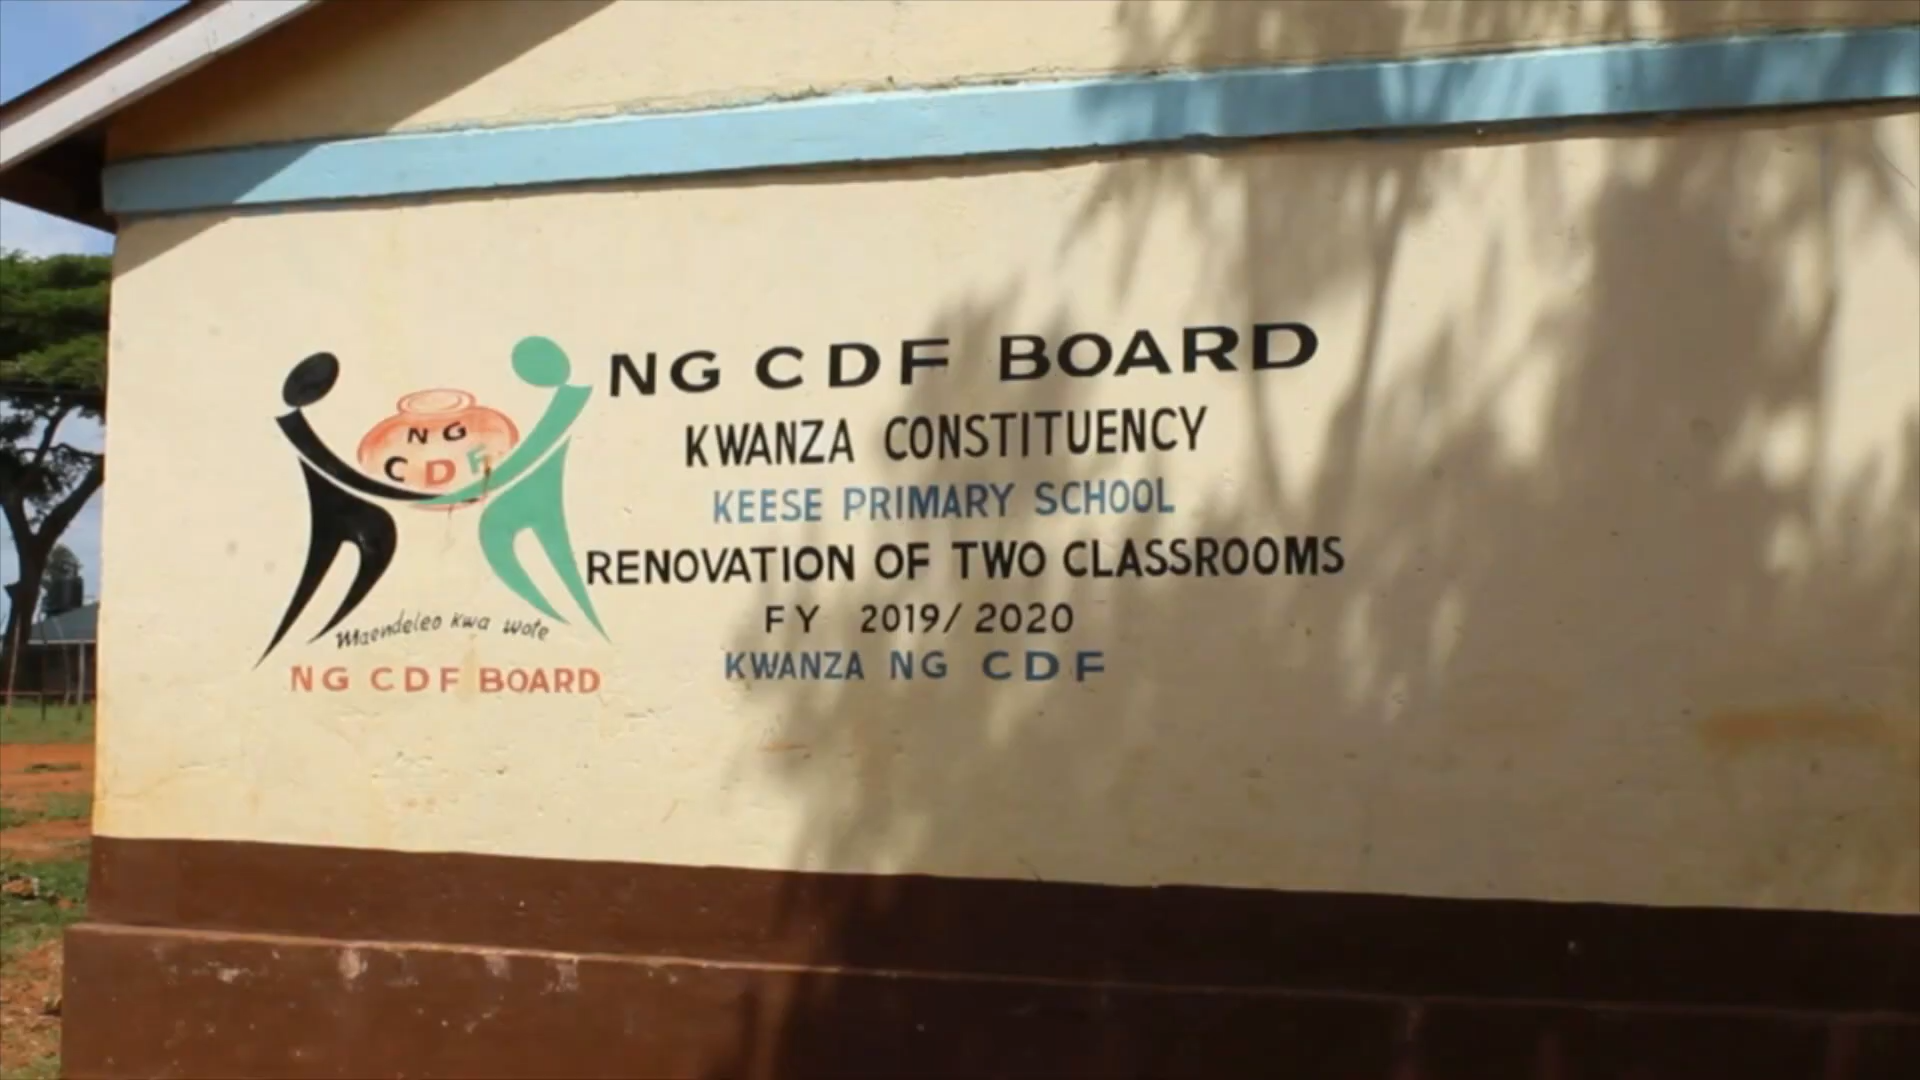 NG
CDF
Maendeleo kwa wote
NG CDF BOARD
NG CDF BOARD
KWANZA CONSTITUENCY
KEESE PRIMARY SCHOOL
RENOVATION OF TWO CLASSROOMS
FY 2019/2020
KWANZA NG CDF